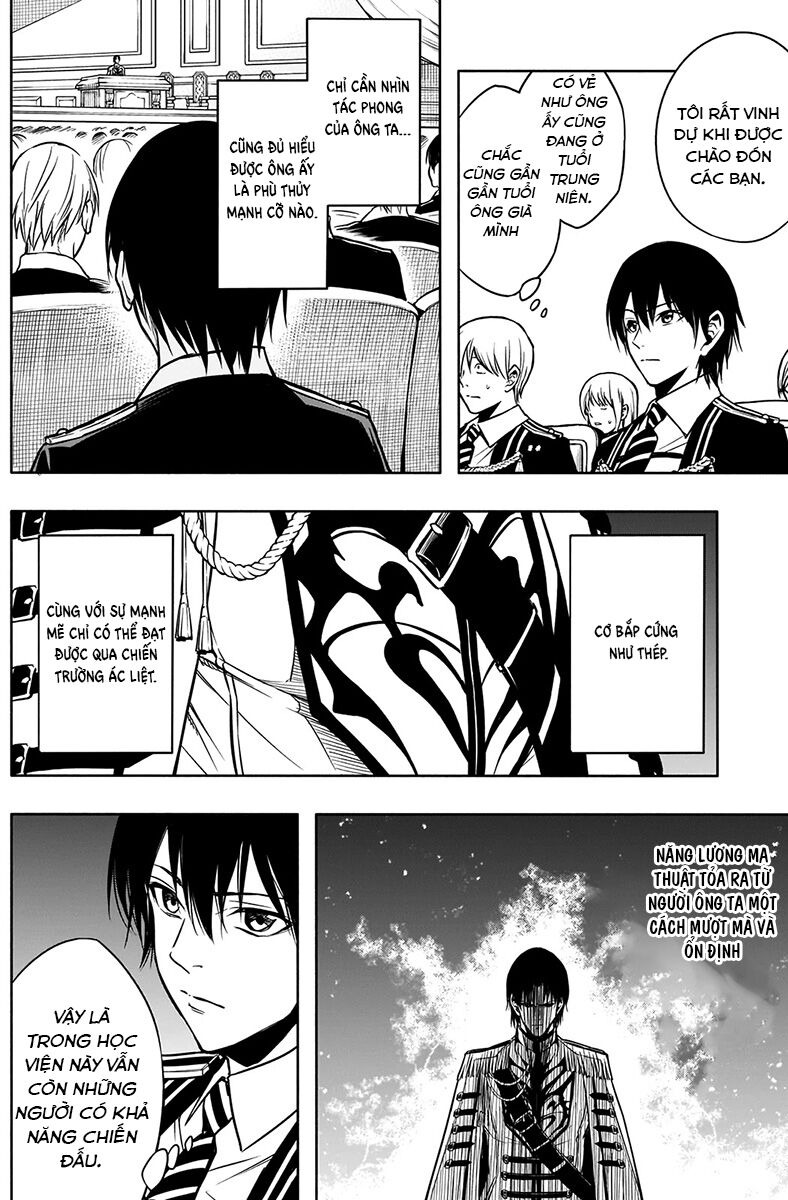 TÔI RẤT VINH
DỰ KHI ĐƯỢC
CHÀO ĐÓN
CÁC BẠN.
CÓ VẺ
NHƯ ÔNG
ẤY CŨNG
ĐANG Ở
TUỔI
TRUNG
NIÊN.
CHẮC
CŨNG GẦN
GẦN TUỔI
ÔNG GIÀ
MÌNH
CHỈ CẦN NHÌN
TÁC PHONG
CỦA ÔNG TA...
CŨNG ĐỦ HIỂU
ĐƯỢC ÔNG ẤY
LÀ PHÙ THỦY
MẠNH CỠ NÀO.
CƠ BẮP CỨNG
NHƯ THÉP.
CÙNG VỚI SỰ MẠNH
MẼ CHỈ CÓ THỂ ĐẠT
ĐƯỢC QUA CHIẾN
TRƯỜNG ÁC LIỆT.
NĂNG LƯƠNG MA
THUẬT TỎA RA TỪ
NGƯỜI ÔNG TA MỘT
CÁCH MƯỢT MÀ VÀ
ỔN ĐỊNH
VẬY LÀ
TRONG HỌC
VIỆN NÀY VẪN
CÒN NHỮNG
NGƯỜI CÓ KHẢ
NĂNG CHIẾN
ĐẤU.